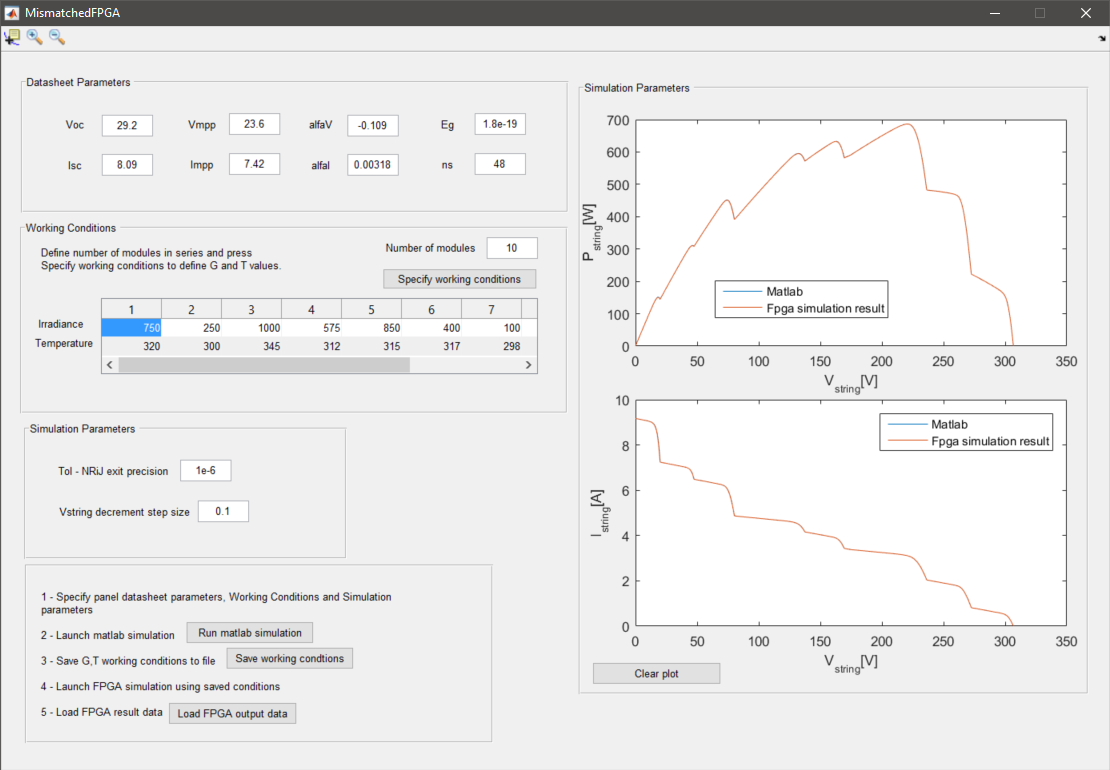 MismatchedFPGA
Datasheet Parameters
Voc 29.2 Vmpp 23.6 alfaV -0.109 Eg 1.8e-19
Isc 8.09 Impp 7.42 alfaI 0.00318 ns 48
Working Conditions
Define number of modules in series and press
Specify working conditions to define G and T values.
Number of modules 10
Specify working conditions
1 2 3 4 5 6 7
Irradiance 750 250 1000 575 850 400 100
Temperature 320 300 345 312 315 317 298
Simulation Parameters
Tol - NRiJ exit precision 1e-6
Vstring decrement step size 0.1
1 - Specify panel datasheet parameters, Working Conditions and Simulation
parameters
2 - Launch matlab simulation Run matlab simulation
3 - Save G,T working conditions to file Save working condtions
4 - Launch FPGA simulation using saved conditions
5 - Load FPGA result data Load FPGA output data
Simulation Parameters
700
600
500
400
300
200
100
0
P string[W]
Matlab
Fpga simulation result
0 50 100 150 200 250 300 350
V string[V]
10
8
6
4
2
0
I string[A]
Matlab
Fpga simulation result
0 50 100 150 200 250 300 350
V string[V]
Clear plot